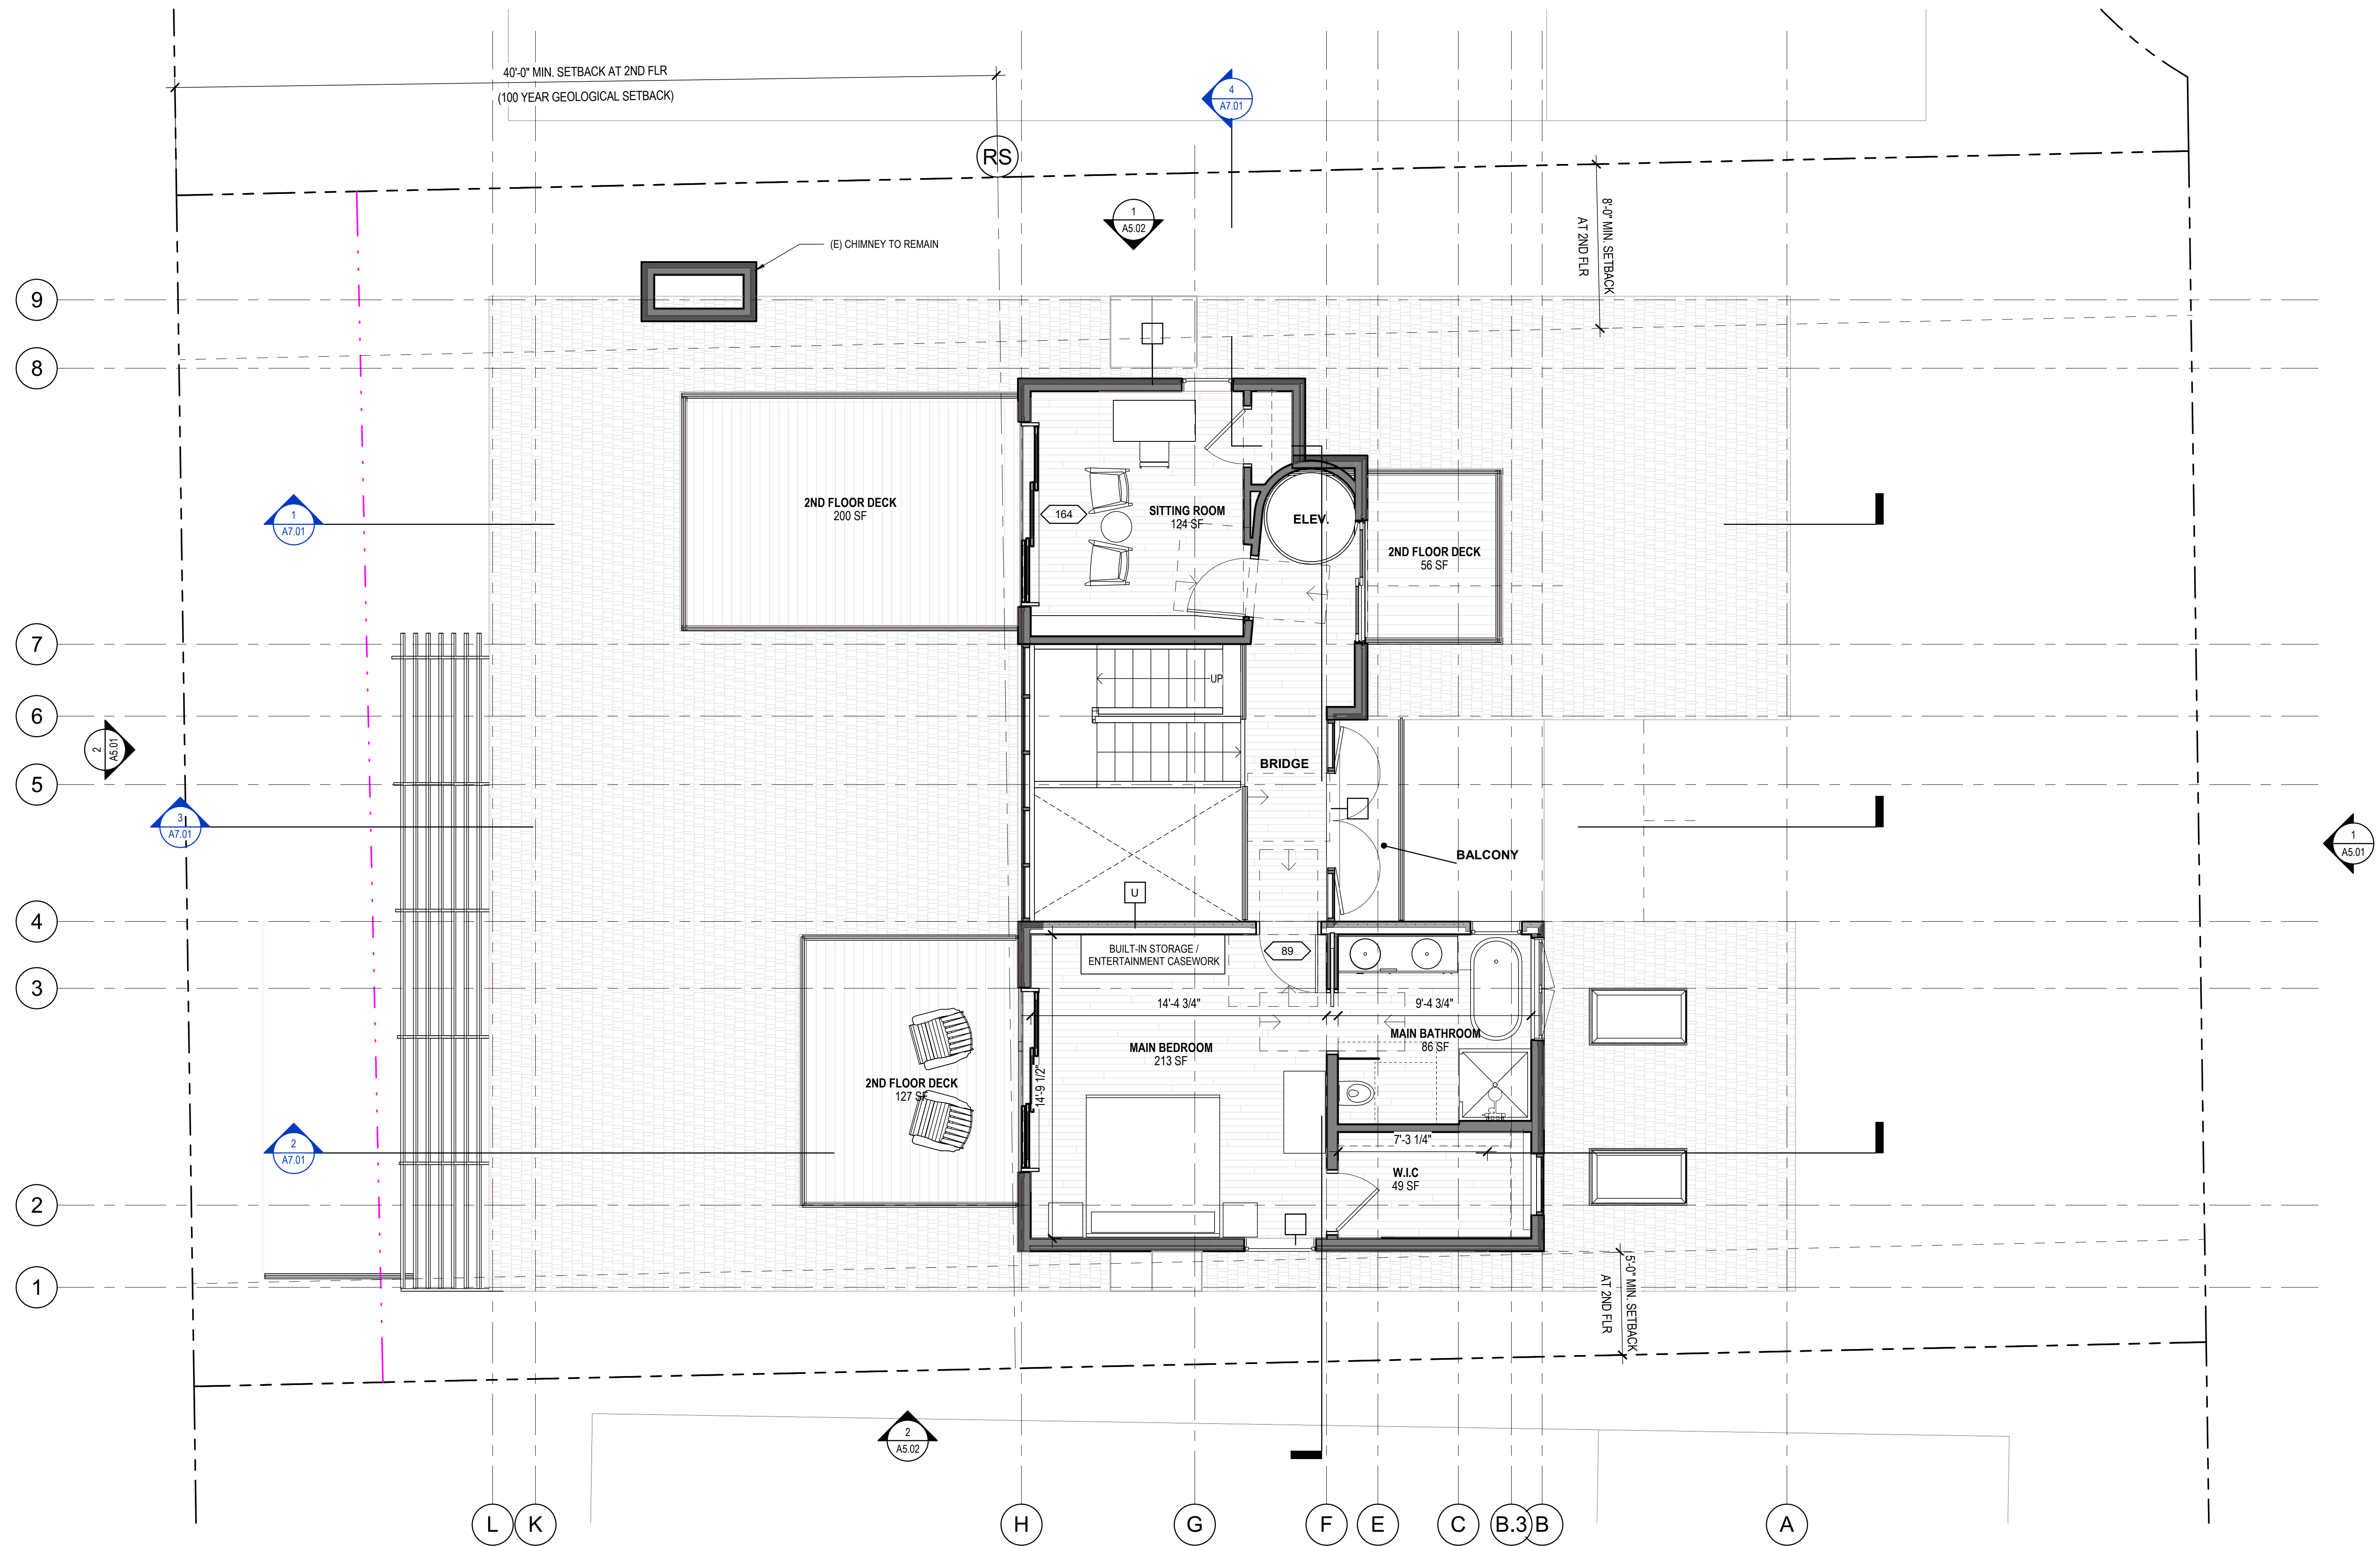 40'-0" MIN. SETBACK AT 2ND FLR
(100 YEAR GEOLOGICAL SETBACK)
4
A7.01
RS
1
A5.02
8'-0" MIN. SETBACK
AT 2ND FLR
(E) CHIMNEY TO REMAIN
9
8
2ND FLOOR DECK
200 SF
164
SITTING ROOM
124 SF
ELEV.
2ND FLOOR DECK
56 SF
1
A7.01
7
UP
6
2
A5.01
BRIDGE
5
3
A7.01
BALCONY
1
A5.01
U
4
BUILT-IN STORAGE /
ENTERTAINMENT CASEWORK
89
3
14'-4 3/4"
9'-4 3/4"
MAIN BATHROOM
86 SF
MAIN BEDROOM
213 SF
14'-9 1/2"
2ND FLOOR DECK
127 SF
2
A7.01
7'-3 1/4"
W.I.C
49 SF
2
1
5'-0" MIN. SETBACK
AT 2ND FLR
2
A5.02
L
K
H
G
F
E
C
B.3
B
A